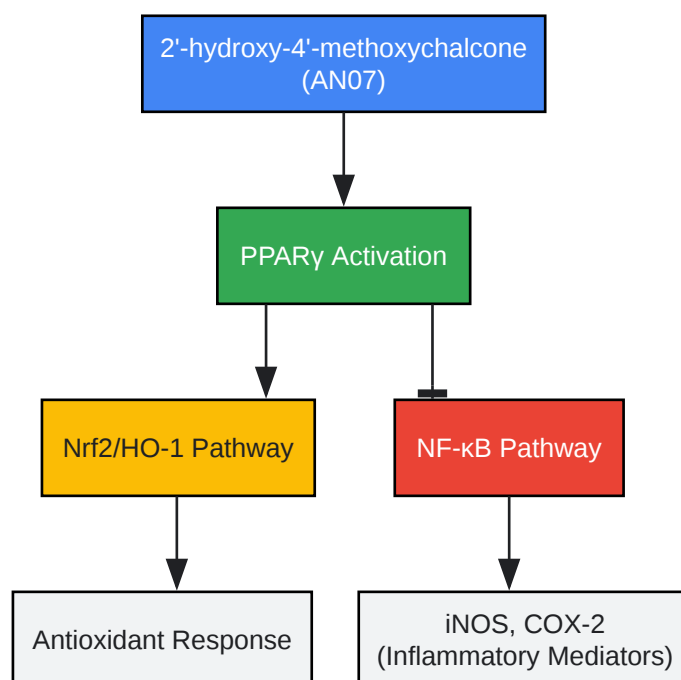 2'-hydroxy-4'-methoxychalcone
(AN07)
PPARγ Activation
Nrf2/HO-1 Pathway
NF-κB Pathway
Antioxidant Response
iNOS, COX-2
(Inflammatory Mediators)